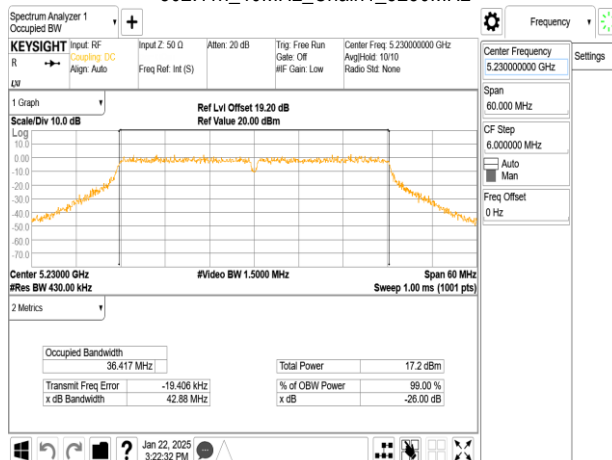 Spectrum Analyzer 1
Occupied BW
KEYSIGHT Input: RF
R Coupling: DC
Align: Auto
Input Z: 50 Ω
Freq Ref: Int (S)
Atten: 20 dB
Trig: Free Run
Gate: Off
#IF Gain: Low
Center Freq: 5.230000000 GHz
Avg|Hold: 10/10
Radio Std: None
LXI
1 Graph
Scale/Div 10.0 dB
Ref Lvl Offset 19.20 dB
Ref Value 20.00 dBm
Log
10.0
0.00
-10.0
-20.0
-30.0
-40.0
-50.0
-60.0
-70.0
Center 5.23000 GHz
#Res BW 430.00 kHz
#Video BW 1.5000 MHz
Span 60 MHz
Sweep 1.00 ms (1001 pts)
2 Metrics
Occupied Bandwidth
36.417 MHz
Transmit Freq Error -19.406 kHz
x dB Bandwidth 42.88 MHz
Total Power 17.2 dBm
% of OBW Power 99.00 %
x dB -26.00 dB
Jan 22, 2025
3:22:32 PM
Frequency
Center Frequency
5.230000000 GHz
Span
60.000 MHz
CF Step
6.000000 MHz
Auto
Man
Freq Offset
0 Hz
Settings